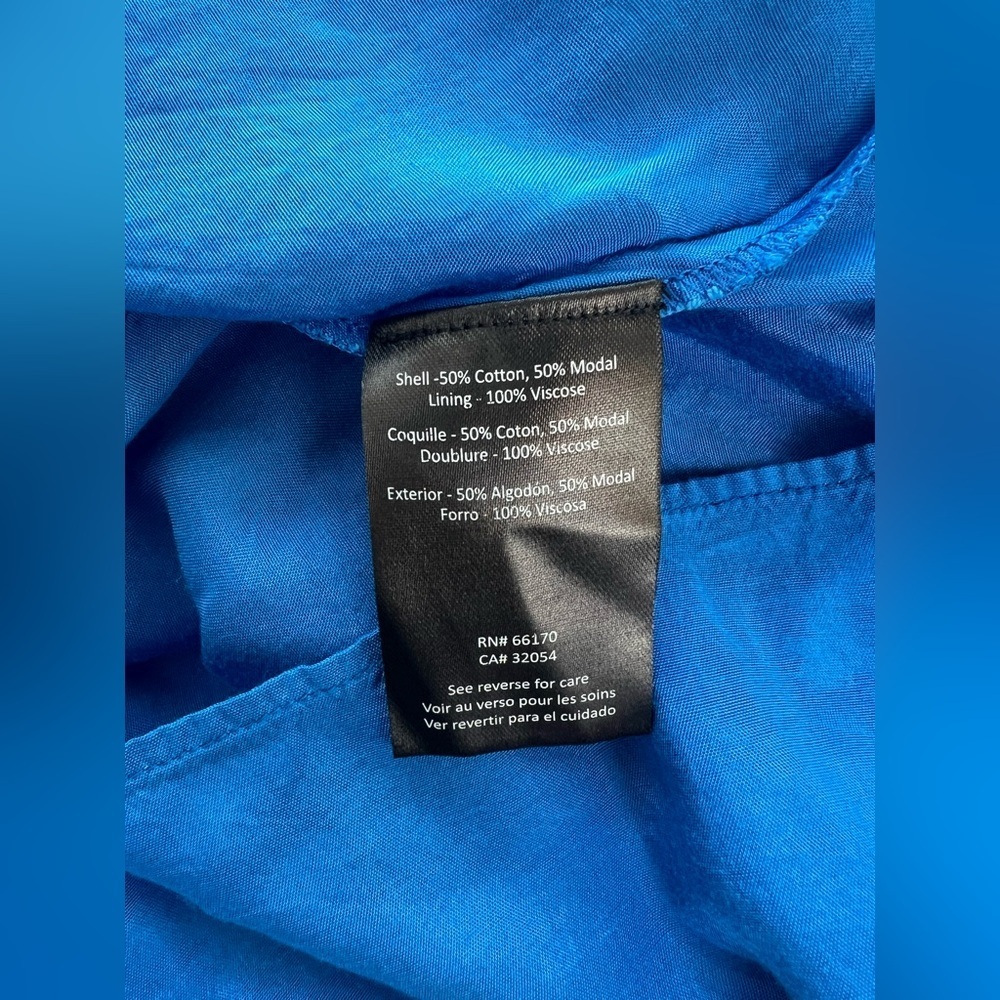 Shell -50% Cotton, 50% Modal
Lining - 100% Viscose
Coquille - 50% Coton, 50% Modal
Doublure - 100% Viscose
Exterior - 50% Algodón, 50% Modal
Forro - 100% Viscosa
RN# 66170
CA# 32054
See reverse for care
Voir au verso pour les soins
Ver revertir para el cuidado